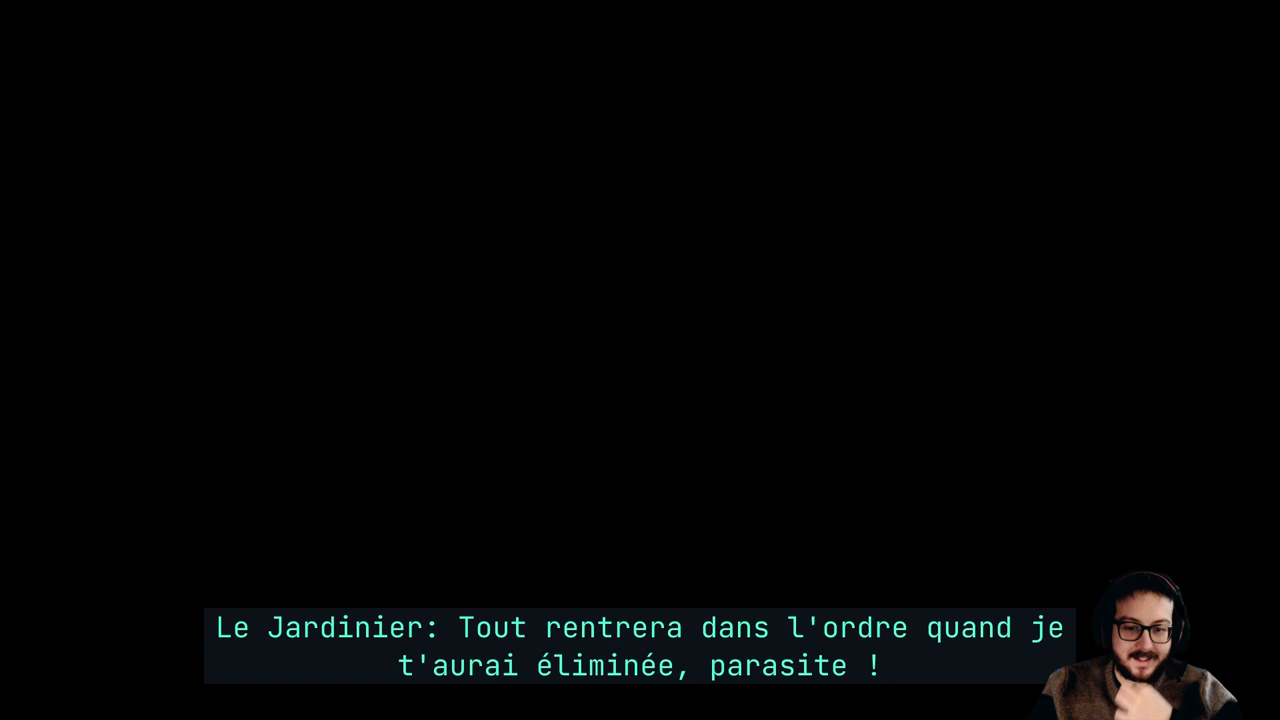 Le Jardinier: Tout rentrera dans l'ordre quand je
t'aurai éliminée, parasite !